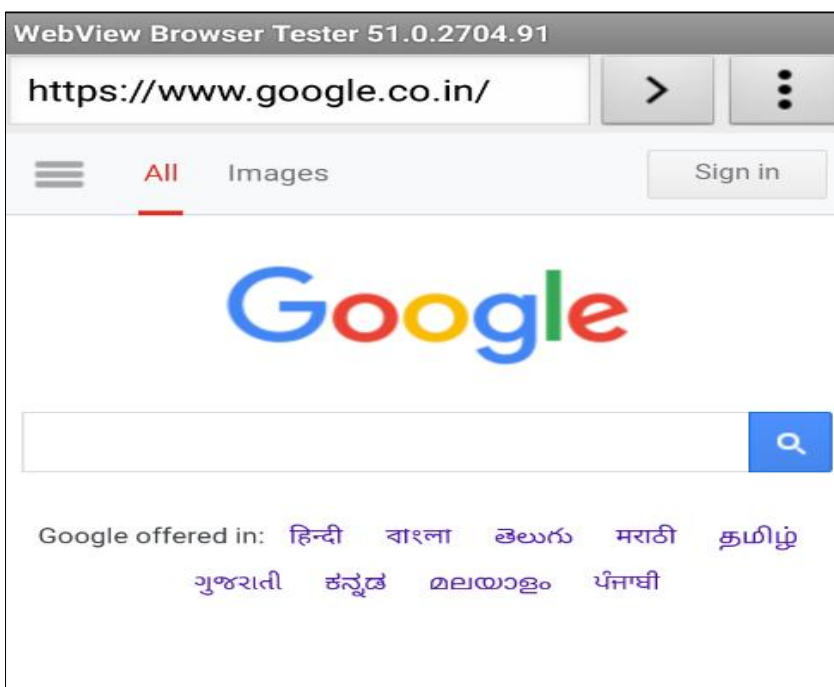 WebView Browser Tester 51.0.2704.91
https://www.google.co.in/ >
All Images Sign in
Google
Google offered in: हिन्दी বাংলা తెలుగు मराठी தமிழ்
ગુજરાતી ಕನ್ನಡ മലയാളം ਪੰਜਾਬੀ